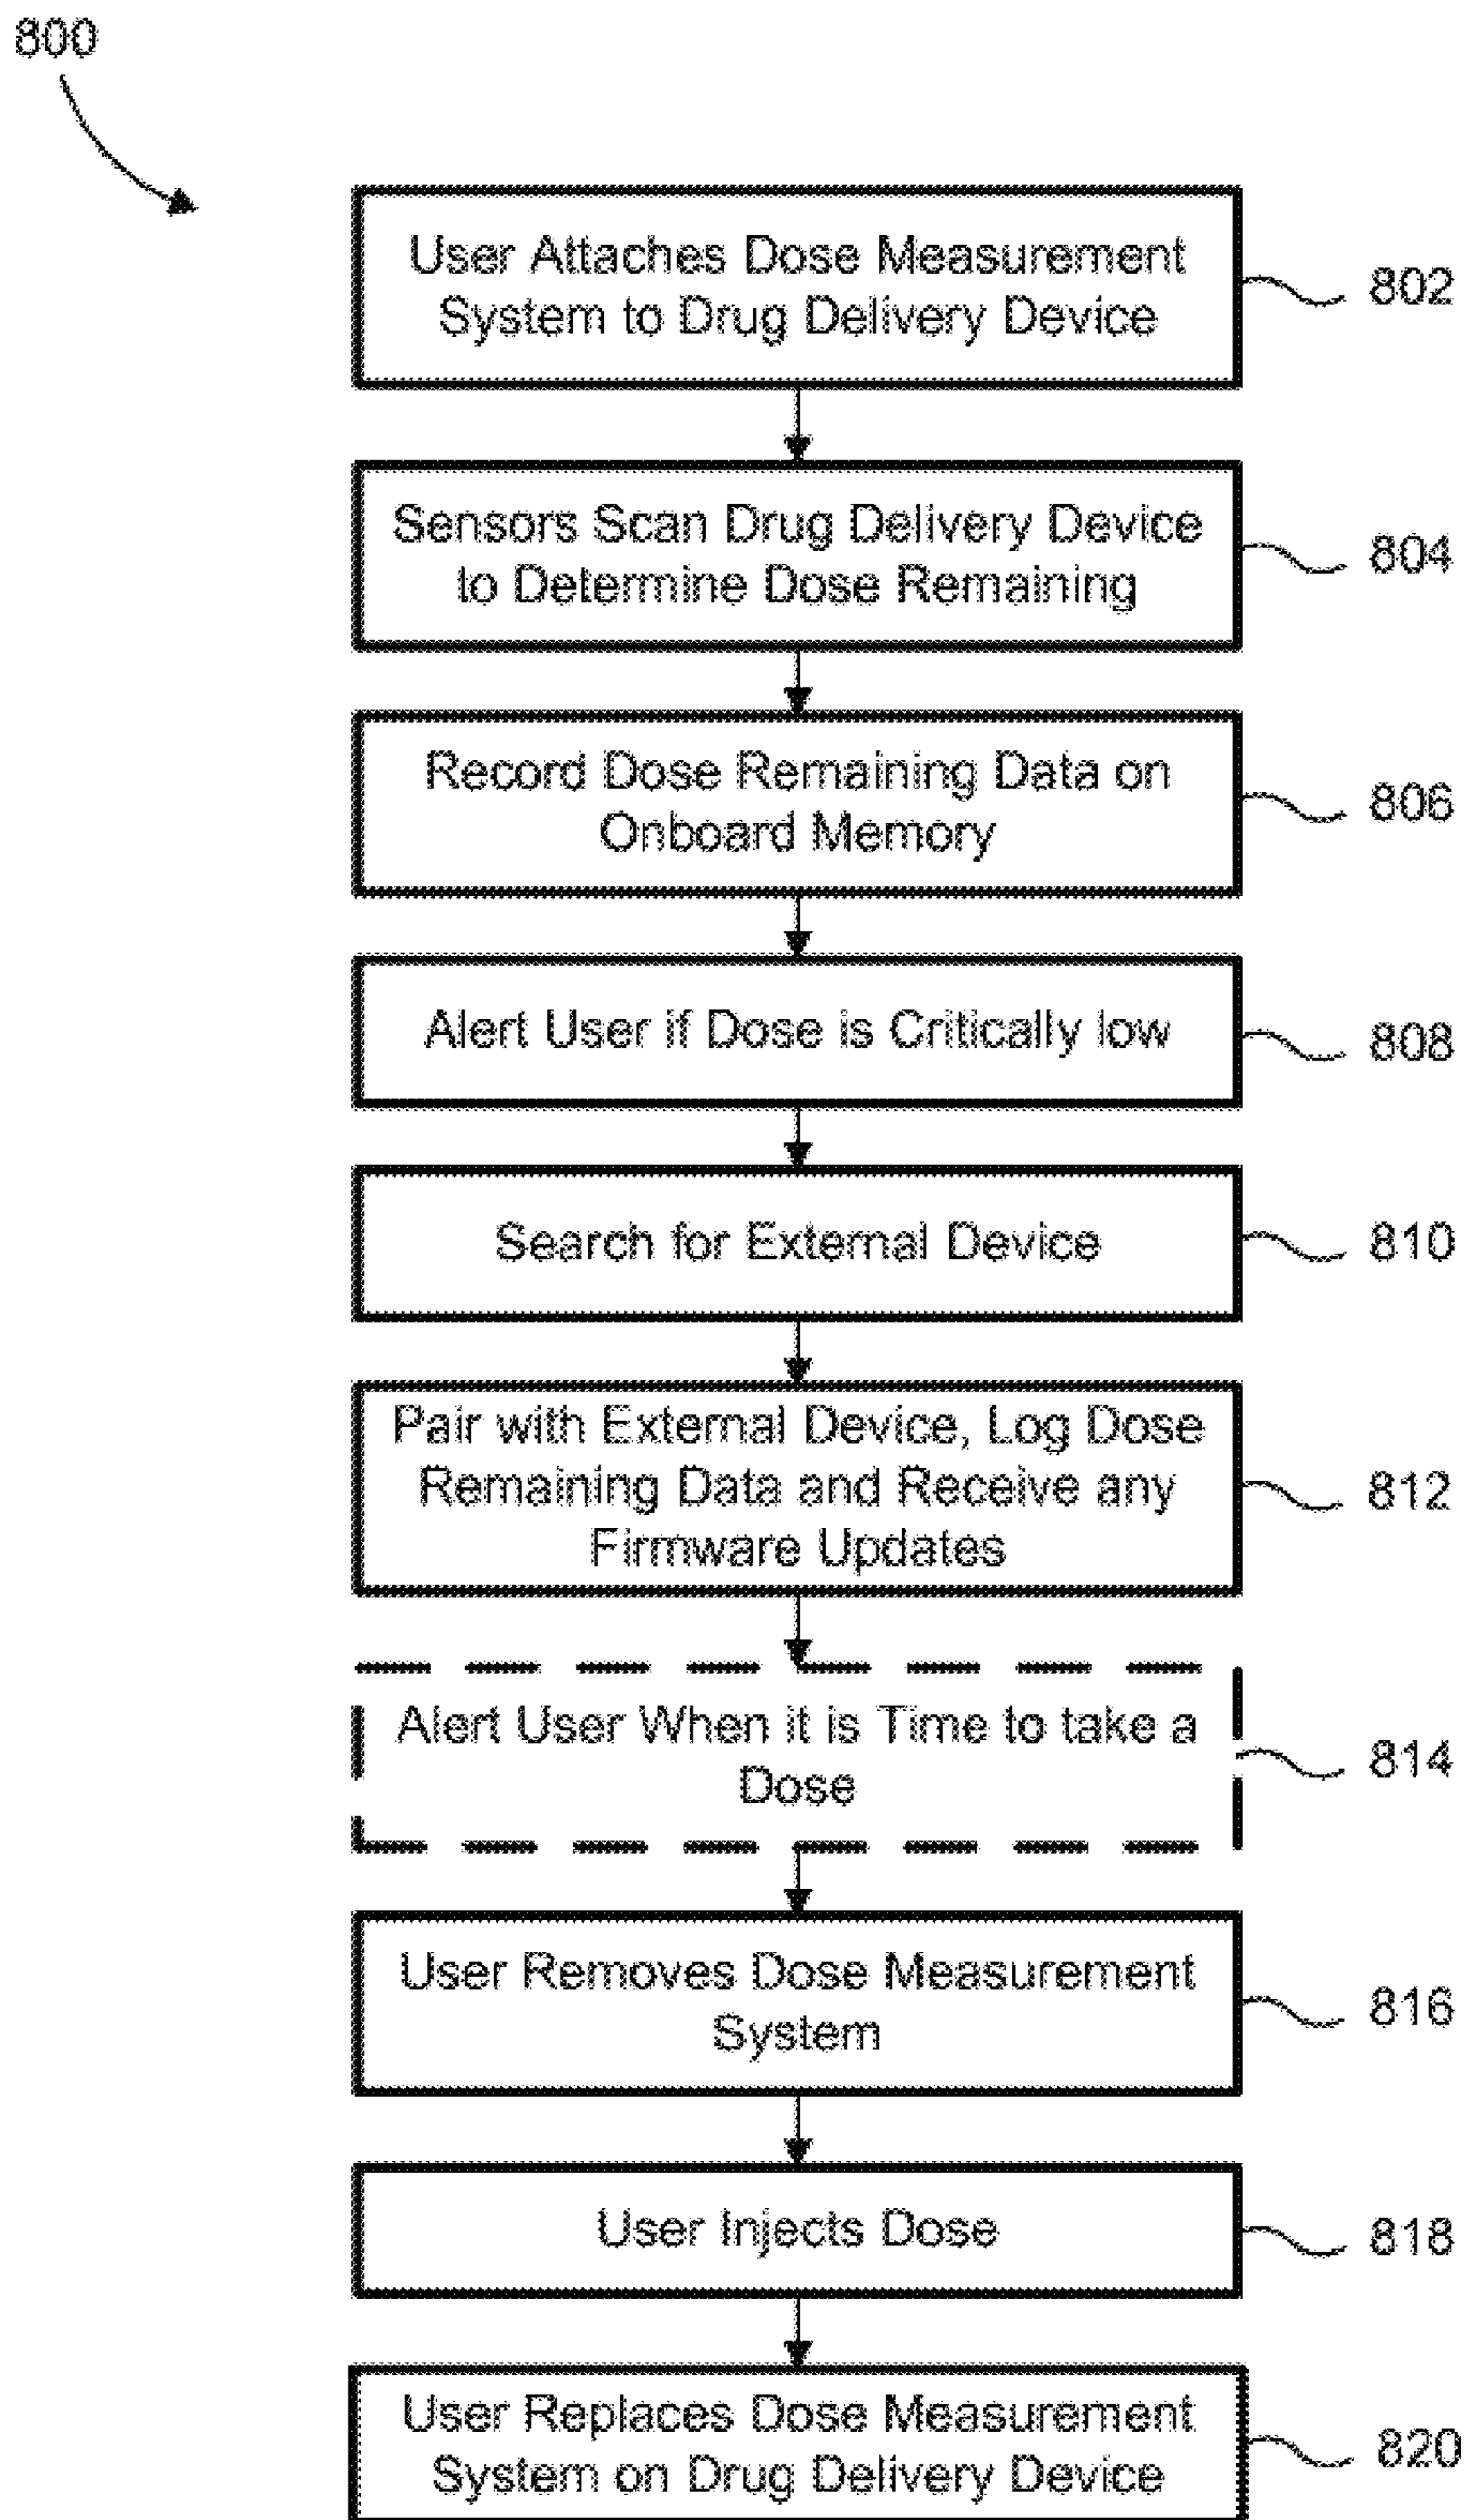 800
User Attaches Dose Measurement
System to Drug Delivery Device
802
Sensors Scan Drug Delivery Device
to Determine Dose Remaining
804
Record Dose Remaining Data on
Onboard Memory
806
Alert User if Dose is Critically low
808
Search for External Device
810
Pair with External Device, Log Dose
Remaining Data and Receive any
Firmware Updates
812
Alert User When it is Time to take a
Dose
814
User Removes Dose Measurement
System
816
User Injects Dose
818
User Replaces Dose Measurement
System on Drug Delivery Device
820